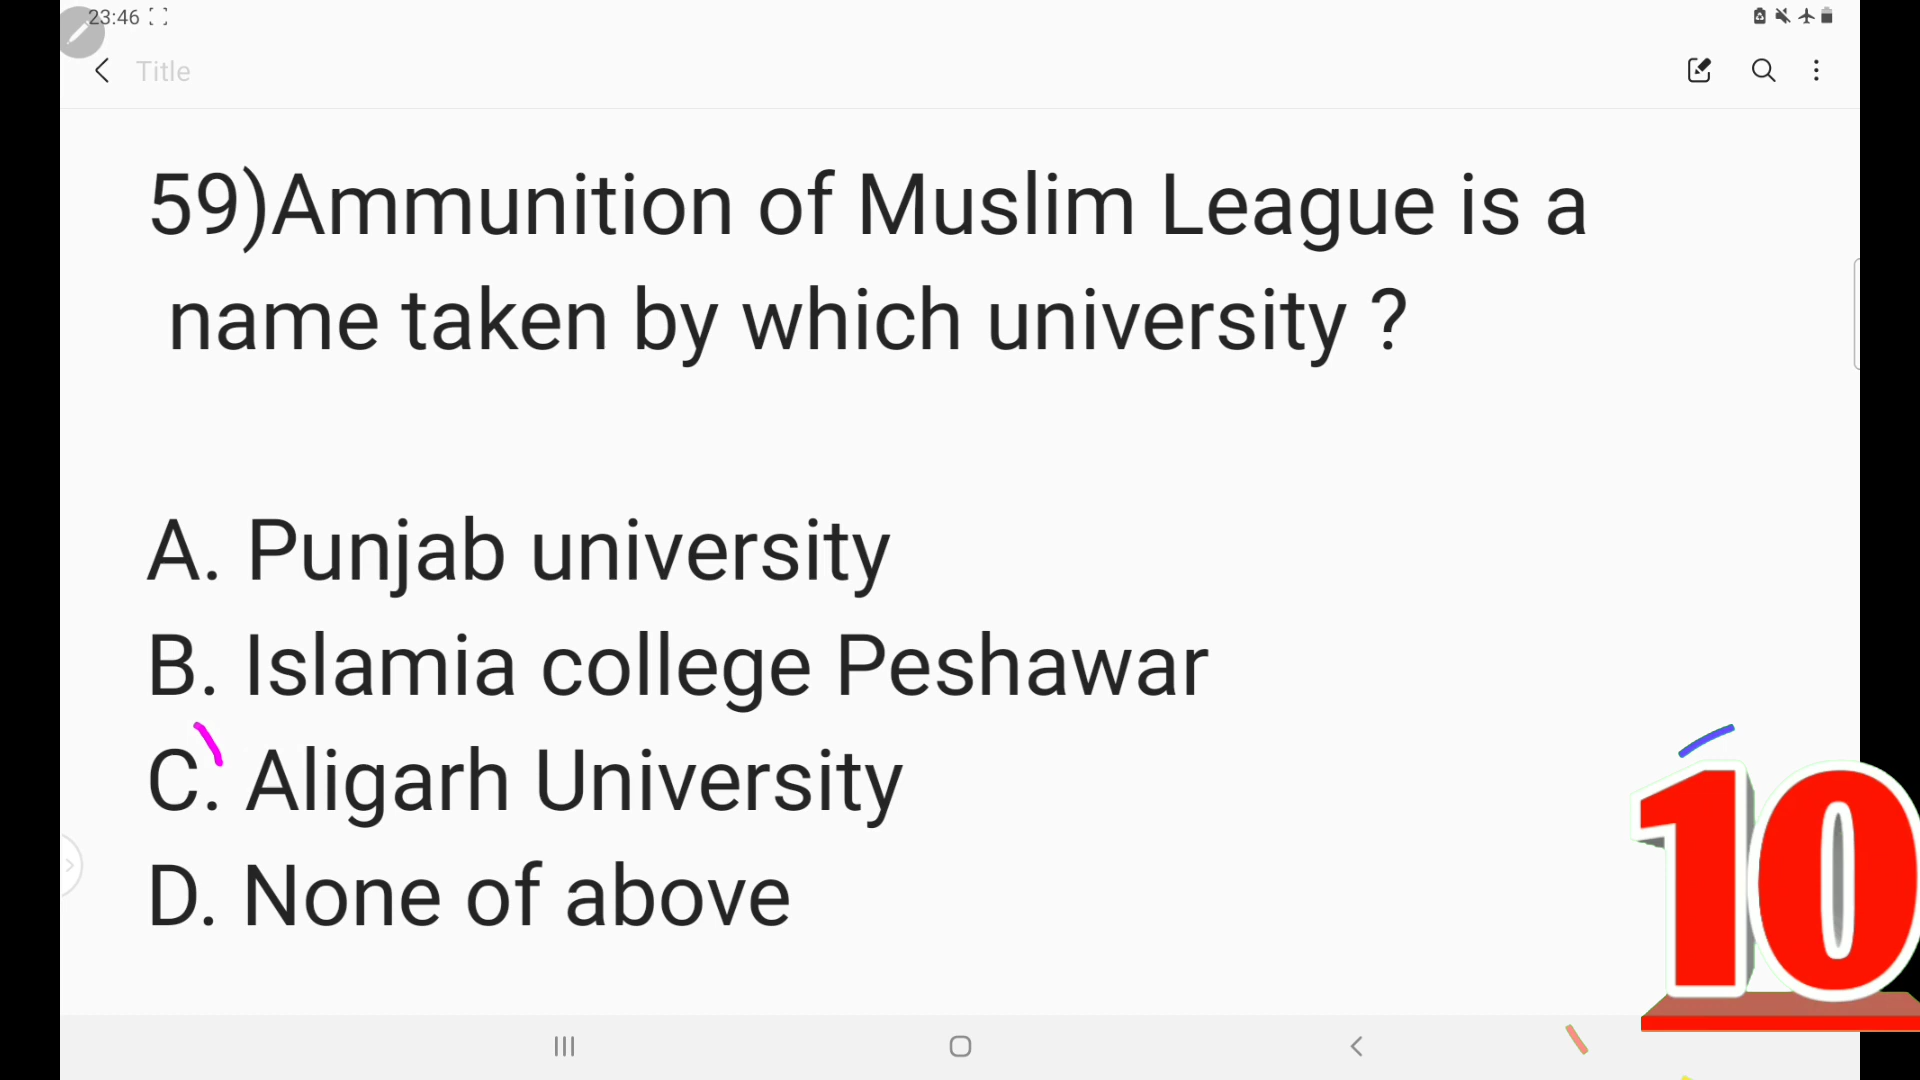 23:46
Title
59)Ammunition of Muslim League is a
name taken by which university ?
A. Punjab university
B. Islamia college Peshawar
C. Aligarh University
D. None of above
10